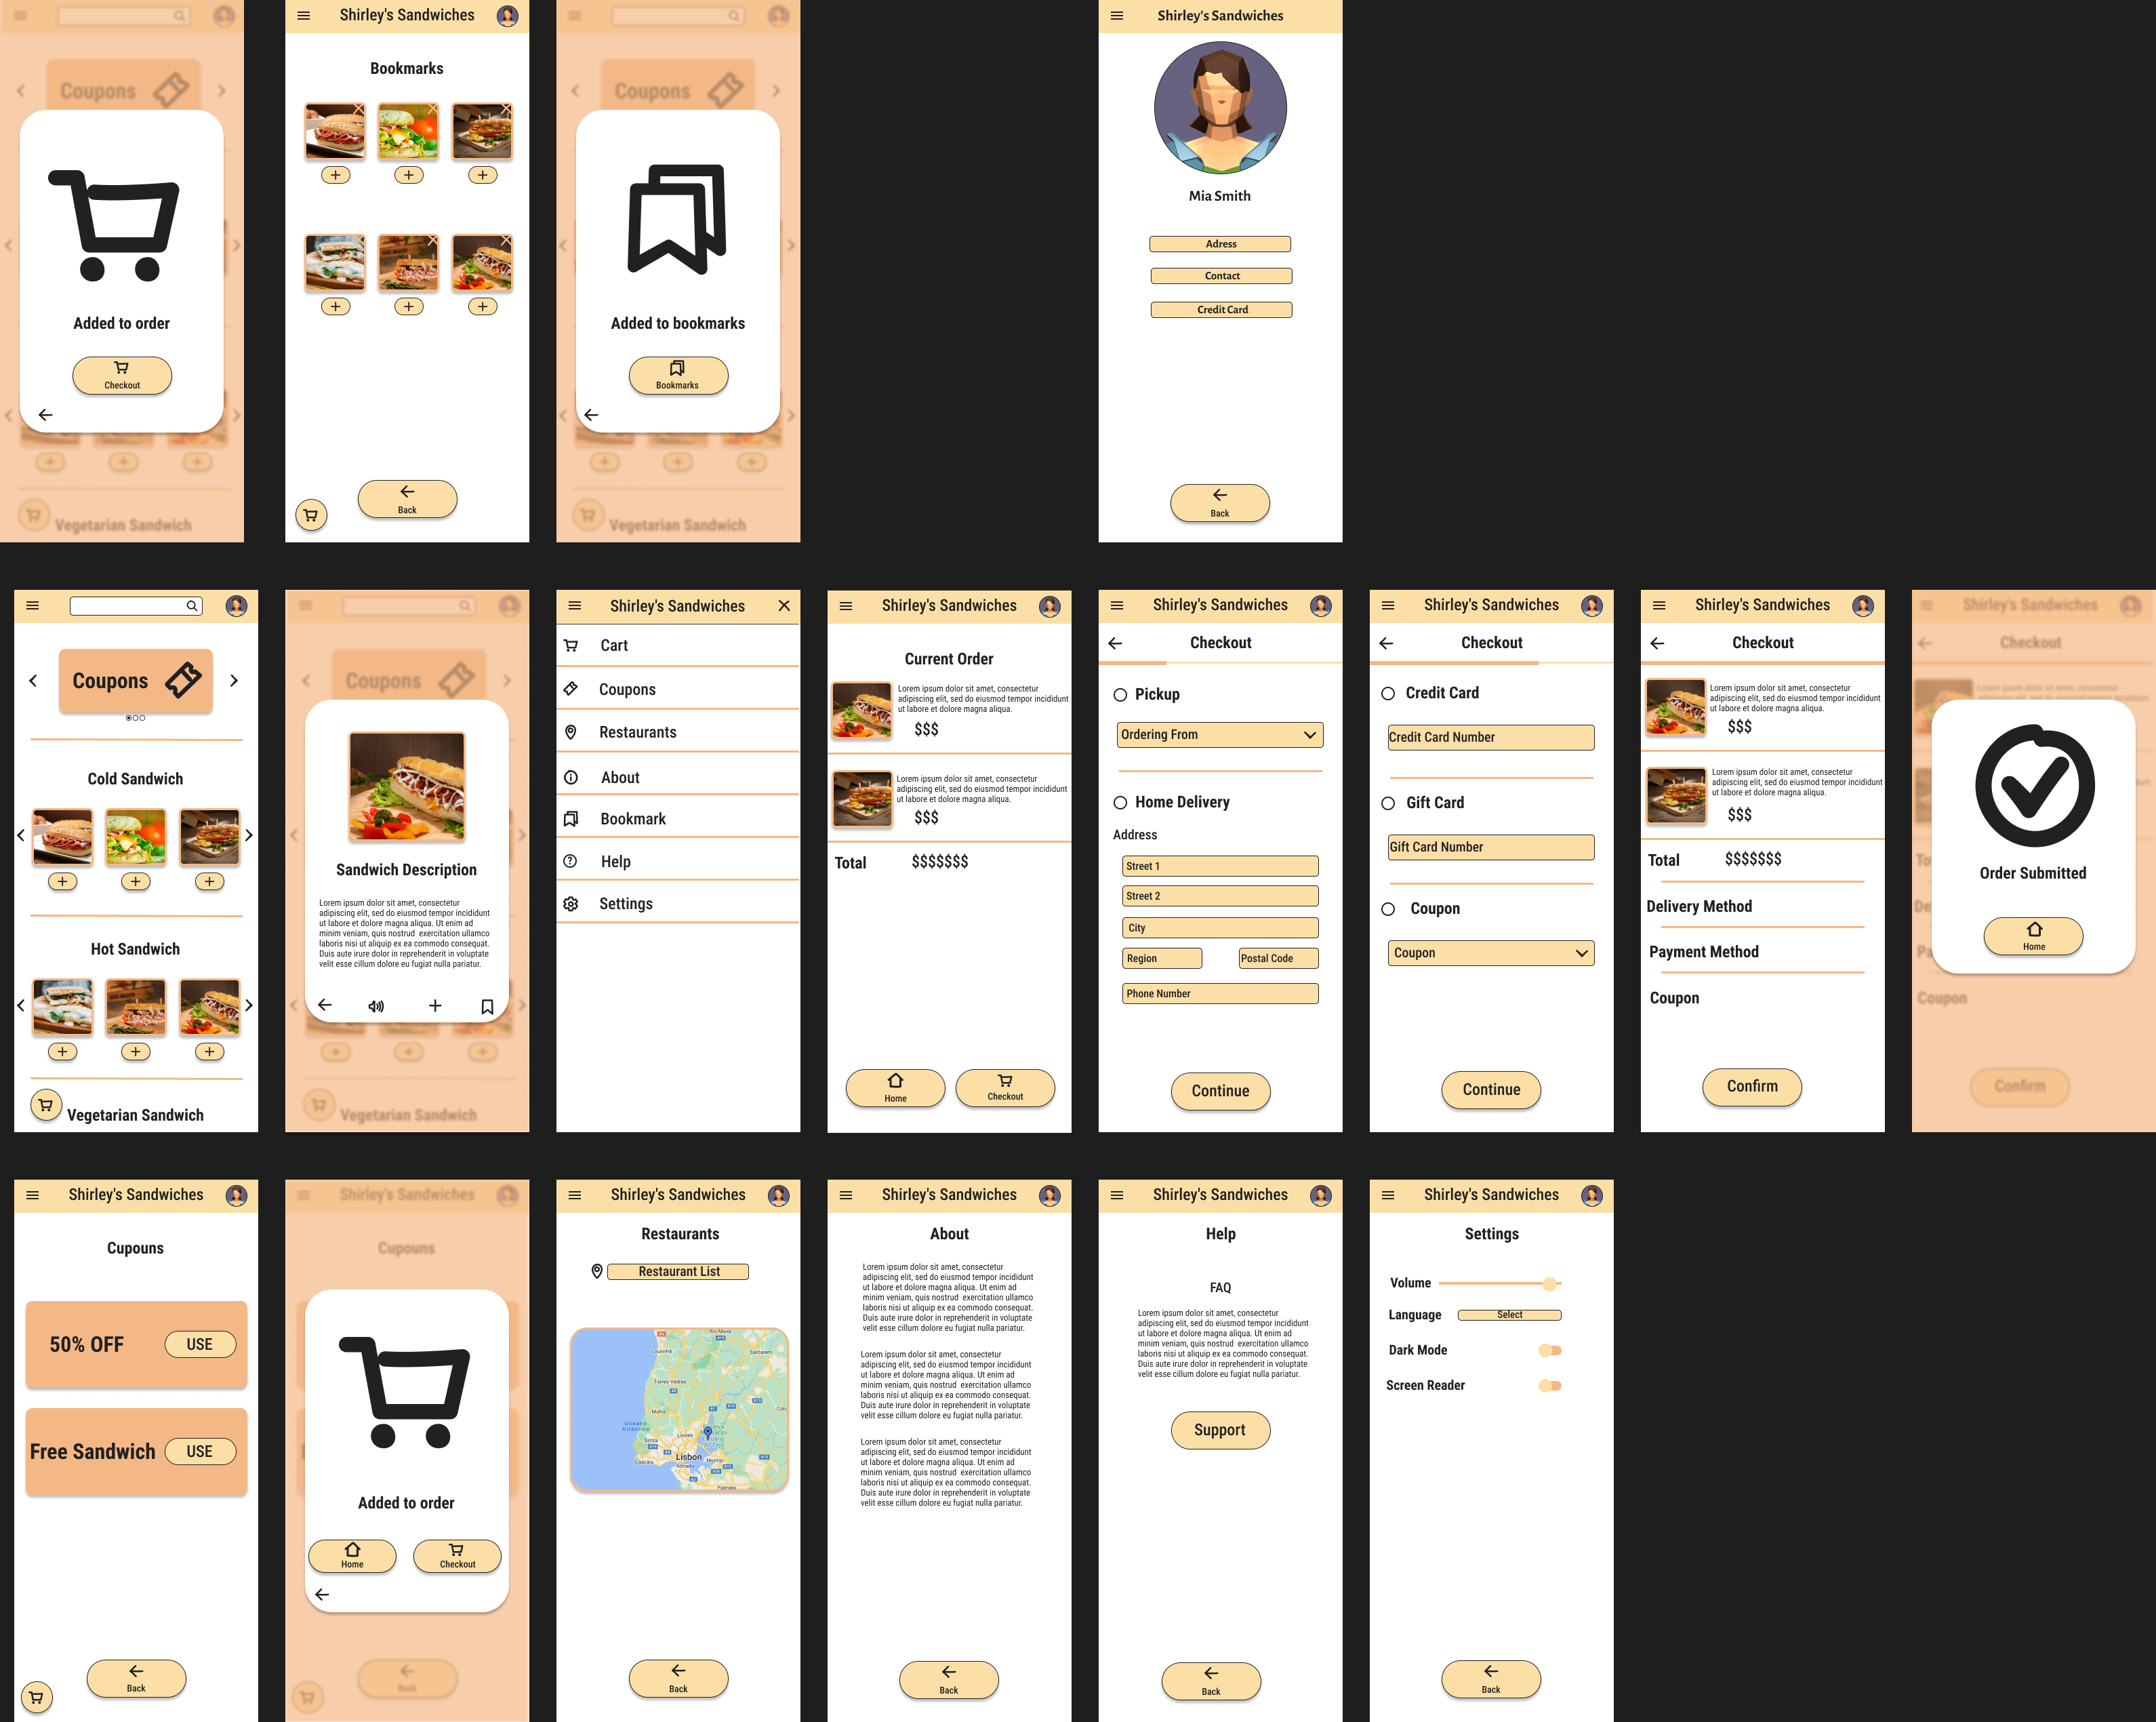 Coupons
Added to order
Checkout
Vegetarian Sandwich
Shirley's Sandwiches
Bookmarks
Back
Coupons
Added to bookmarks
Bookmarks
Vegetarian Sandwich
Shirley's Sandwiches
Mia Smith
Adress
Contact
Credit Card
Back
Coupons
Cold Sandwich
Hot Sandwich
Vegetarian Sandwich
Coupons
Sandwich Description
Lorem ipsum dolor sit amet, consectetur
adipiscing elit, sed do eiusmod tempor incididunt
ut labore et dolore magna aliqua. Ut enim ad
minim veniam, quis nostrud exercitation ullamco
laboris nisi ut aliquip ex ea commodo consequat.
Duis aute irure dolor in reprehenderit in voluptate
velit esse cillum dolore eu fugiat nulla pariatur.
Vegetarian Sandwich
Shirley's Sandwiches
Cart
Coupons
Restaurants
About
Bookmark
Help
Settings
Shirley's Sandwiches
Current Order
Lorem ipsum dolor sit amet, consectetur
adipiscing elit, sed do eiusmod tempor incididunt
ut labore et dolore magna aliqua.
$$$
Lorem ipsum dolor sit amet, consectetur
adipiscing elit, sed do eiusmod tempor incididunt
ut labore et dolore magna aliqua.
$$$
Total $$$$$$$
Home
Checkout
Shirley's Sandwiches
Checkout
Pickup
Ordering From
Home Delivery
Address
Street 1
Street 2
City
Region
Postal Code
Phone Number
Continue
Shirley's Sandwiches
Checkout
Credit Card
Credit Card Number
Gift Card
Gift Card Number
Coupon
Coupon
Continue
Shirley's Sandwiches
Checkout
Lorem ipsum dolor sit amet, consectetur
adipiscing elit, sed do eiusmod tempor incididunt
ut labore et dolore magna aliqua.
$$$
Lorem ipsum dolor sit amet, consectetur
adipiscing elit, sed do eiusmod tempor incididunt
ut labore et dolore magna aliqua.
$$$
Total $$$$$$$
Delivery Method
Payment Method
Coupon
Confirm
Shirley's Sandwiches
Checkout
Order Submitted
Home
Coupon
Confirm
Shirley's Sandwiches
Cupouns
50% OFF
USE
Free Sandwich
USE
Back
Shirley's Sandwiches
Cupouns
Added to order
Home
Checkout
Back
Shirley's Sandwiches
Restaurants
Restaurant List
Rio Maior
Lourinhã
Santarém
Torres Vedras
Mafra
Oceano
Atlântico
Loures
Sintra
Lisbon
Montijo
Cascais
Almada
Palmela
Back
Shirley's Sandwiches
About
Lorem ipsum dolor sit amet, consectetur
adipiscing elit, sed do eiusmod tempor incididunt
ut labore et dolore magna aliqua. Ut enim ad
minim veniam, quis nostrud exercitation ullamco
laboris nisi ut aliquip ex ea commodo consequat.
Duis aute irure dolor in reprehenderit in voluptate
velit esse cillum dolore eu fugiat nulla pariatur.
Lorem ipsum dolor sit amet, consectetur
adipiscing elit, sed do eiusmod tempor incididunt
ut labore et dolore magna aliqua. Ut enim ad
minim veniam, quis nostrud exercitation ullamco
laboris nisi ut aliquip ex ea commodo consequat.
Duis aute irure dolor in reprehenderit in voluptate
velit esse cillum dolore eu fugiat nulla pariatur.
Lorem ipsum dolor sit amet, consectetur
adipiscing elit, sed do eiusmod tempor incididunt
ut labore et dolore magna aliqua. Ut enim ad
minim veniam, quis nostrud exercitation ullamco
laboris nisi ut aliquip ex ea commodo consequat.
Duis aute irure dolor in reprehenderit in voluptate
velit esse cillum dolore eu fugiat nulla pariatur.
Back
Shirley's Sandwiches
Help
FAQ
Lorem ipsum dolor sit amet, consectetur
adipiscing elit, sed do eiusmod tempor incididunt
ut labore et dolore magna aliqua. Ut enim ad
minim veniam, quis nostrud exercitation ullamco
laboris nisi ut aliquip ex ea commodo consequat.
Duis aute irure dolor in reprehenderit in voluptate
velit esse cillum dolore eu fugiat nulla pariatur.
Support
Back
Shirley's Sandwiches
Settings
Volume
Language
Select
Dark Mode
Screen Reader
Back